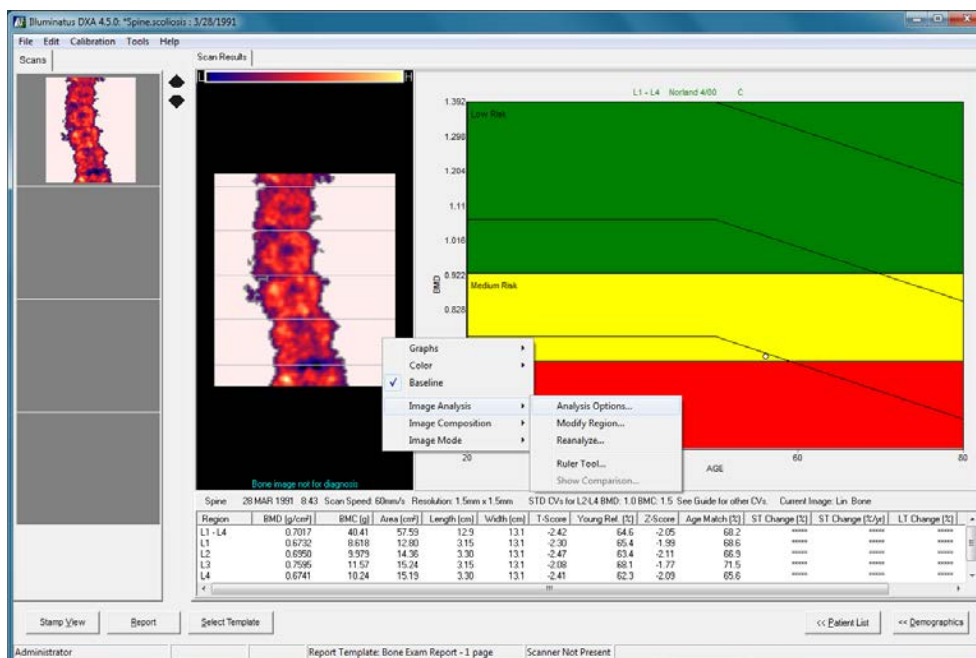 Illuminatus DXA 4.5.0: *Spine.scoliosis : 3/28/1991
File Edit Calibration Tools Help
Scans
Scan Results
L H
L1 - L4 Norland 4/00 C
1.392
Low Risk
1.298
1.204
1.11
1.016
BMD
0.922
Medium Risk
0.828
20 60 80
AGE
Graphs
Color
Baseline
Image Analysis
Image Composition
Image Mode
Analysis Options...
Modify Region...
Reanalyze...
Ruler Tool...
Show Comparison...
Bone image not for diagnosis
Spine 28 MAR 1991 8:43 Scan Speed: 60mm/s Resolution: 1.5mm x 1.5mm STD CVs for L2-L4 BMD: 1.0 BMC: 1.5 See Guide for other CVs. Current Image: Lin Bone
Region BMD [g/cm²] BMC [g] Area [cm²] Length [cm] Width [cm] T-Score Young Ref. [%] Z-Score Age Match [%] ST Change [%] ST Change [%/yr] LT Change [%]
L1 - L4 0.7017 40.41 57.59 12.9 13.1 -2.42 64.6 -2.05 68.2 ***** ***** *****
L1 0.6732 8.618 12.80 3.15 13.1 -2.30 65.4 -1.99 68.6 ***** ***** *****
L2 0.6950 9.979 14.36 3.30 13.1 -2.47 63.4 -2.11 66.9 ***** ***** *****
L3 0.7595 11.57 15.24 3.15 13.1 -2.08 68.1 -1.77 71.5 ***** ***** *****
L4 0.6741 10.24 15.19 3.30 13.1 -2.41 62.3 -2.09 65.6 ***** ***** *****
Stamp View Report Select Template << Patient List << Demographics
Administrator Report Template: Bone Exam Report - 1 page Scanner Not Present